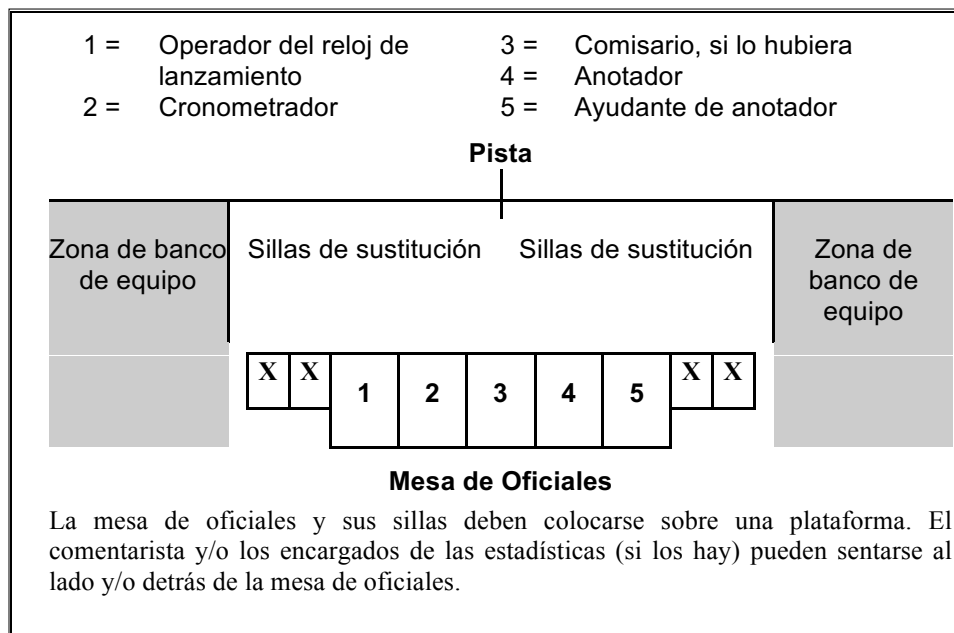 1 = Operador del reloj de 3 = Comisario, si lo hubiera
lanzamiento 4 = Anotador
2 = Cronometrador 5 = Ayudante de anotador
Pista
Zona de banco Sillas de sustitución Sillas de sustitución Zona de
de equipo banco de
equipo
X X 1 2 3 4 5 X X
Mesa de Oficiales
La mesa de oficiales y sus sillas deben colocarse sobre una plataforma. El
comentarista y/o los encargados de las estadísticas (si los hay) pueden sentarse al
lado y/o detrás de la mesa de oficiales.